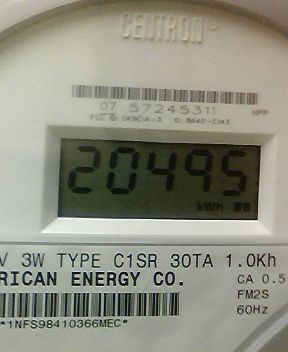 CENTRON®
07 57245311
20495
kWh
V 3W TYPE C1SR 30TA 1.0Kh
RICAN ENERGY CO.
CA 0.5
FM2S
60Hz
*1NFS98410366MEC*